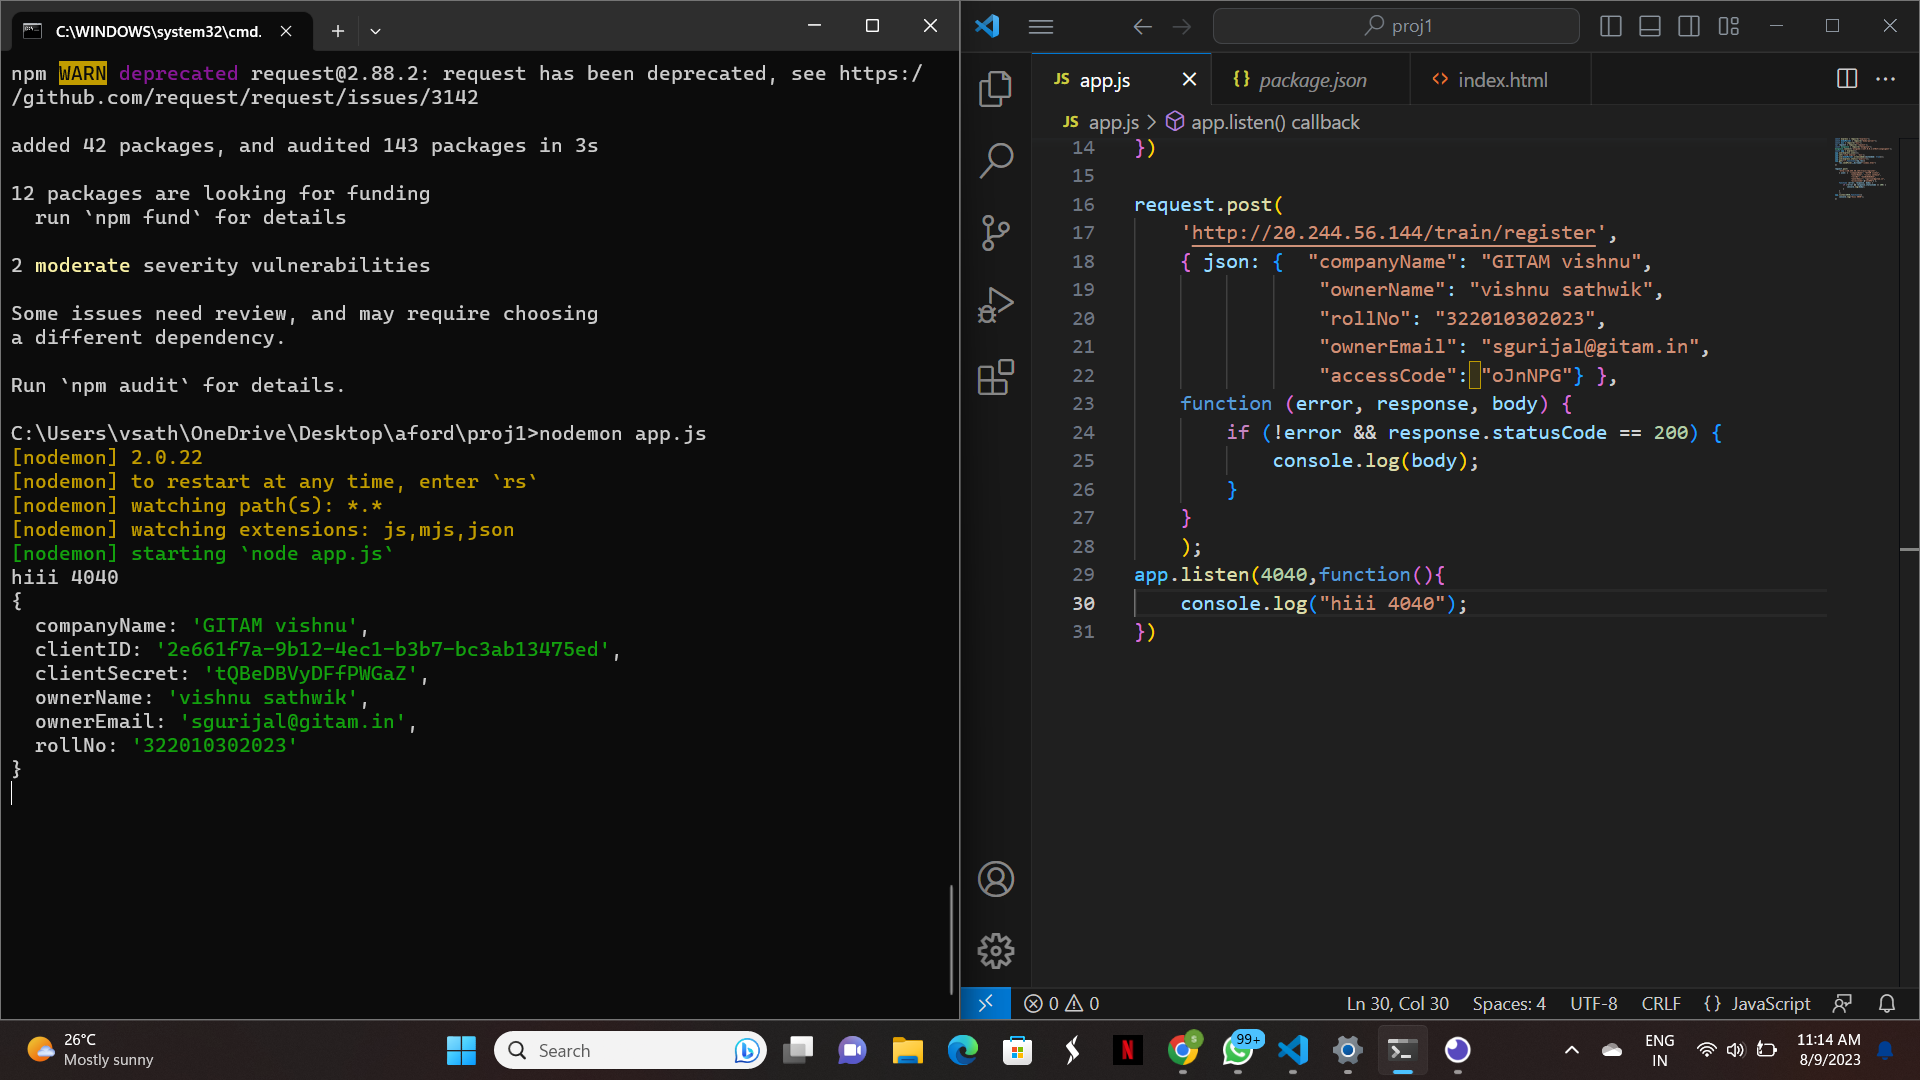 C:\WINDOWS\system32\cmd.
npm WARN deprecated request@2.88.2: request has been deprecated, see https:/
/github.com/request/request/issues/3142
added 42 packages, and audited 143 packages in 3s
12 packages are looking for funding
run `npm fund` for details
2 moderate severity vulnerabilities
Some issues need review, and may require choosing
a different dependency.
Run `npm audit` for details.
C:\Users\vsath\OneDrive\Desktop\aford\proj1>nodemon app.js
[nodemon] 2.0.22
[nodemon] to restart at any time, enter `rs`
[nodemon] watching path(s): *.*
[nodemon] watching extensions: js,mjs,json
[nodemon] starting `node app.js`
hiii 4040
{
companyName: 'GITAM vishnu',
clientID: '2e661f7a-9b12-4ec1-b3b7-bc3ab13475ed',
clientSecret: 'tQBeDBVyDFfPWGaZ',
ownerName: 'vishnu sathwik',
ownerEmail: 'sgurijal@gitam.in',
rollNo: '322010302023'
}
proj1
JS app.js
{} package.json
<> index.html
JS app.js > app.listen() callback
14 })
15
16 request.post(
17 'http://20.244.56.144/train/register',
18 { json: { "companyName": "GITAM vishnu",
19 "ownerName": "vishnu sathwik",
20 "rollNo": "322010302023",
21 "ownerEmail": "sgurijal@gitam.in",
22 "accessCode": "oJnNPG"} },
23 function (error, response, body) {
24 if (!error && response.statusCode == 200) {
25 console.log(body);
26 }
27 }
28 );
29 app.listen(4040,function(){
30 console.log("hiii 4040");
31 })
0 0
Ln 30, Col 30 Spaces: 4 UTF-8 CRLF {} JavaScript
26°C
Mostly sunny
Search
99+
ENG
IN
11:14 AM
8/9/2023